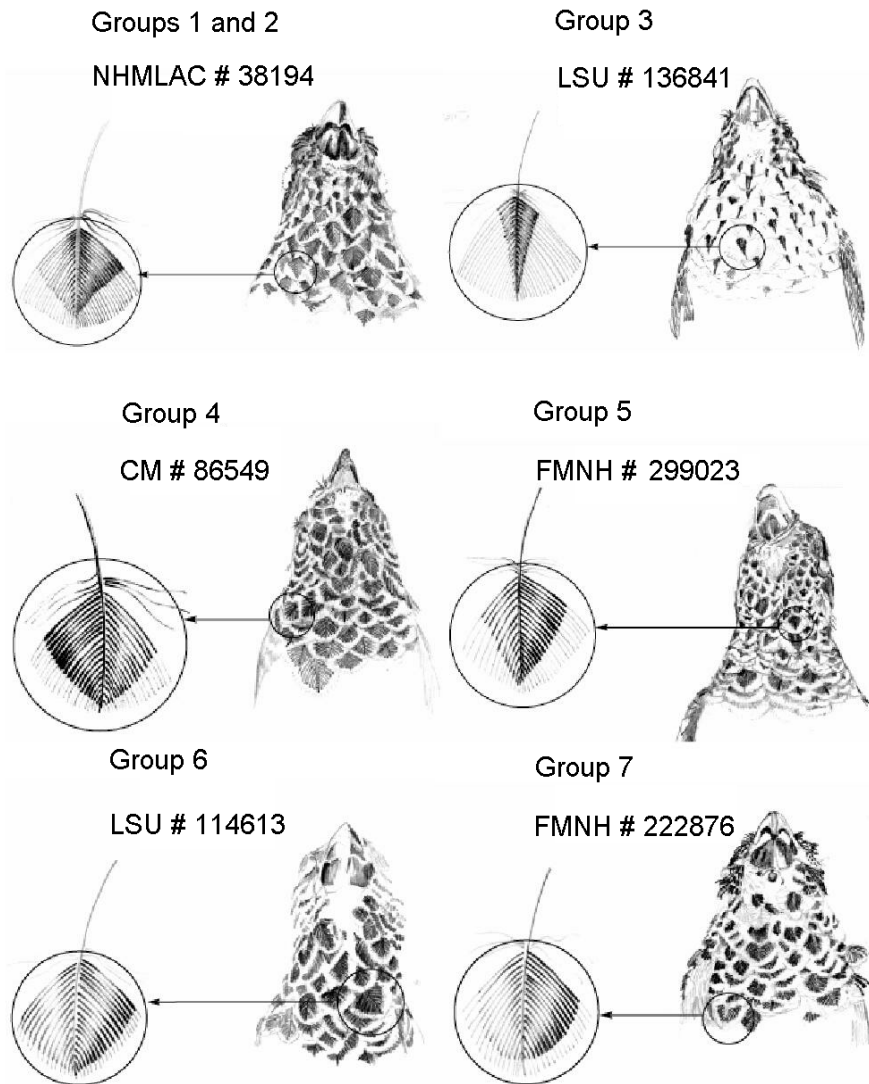 Groups 1 and 2
NHMLAC # 38194
Group 3
LSU # 136841
Group 4
CM # 86549
Group 5
FMNH # 299023
Group 6
LSU # 114613
Group 7
FMNH # 222876